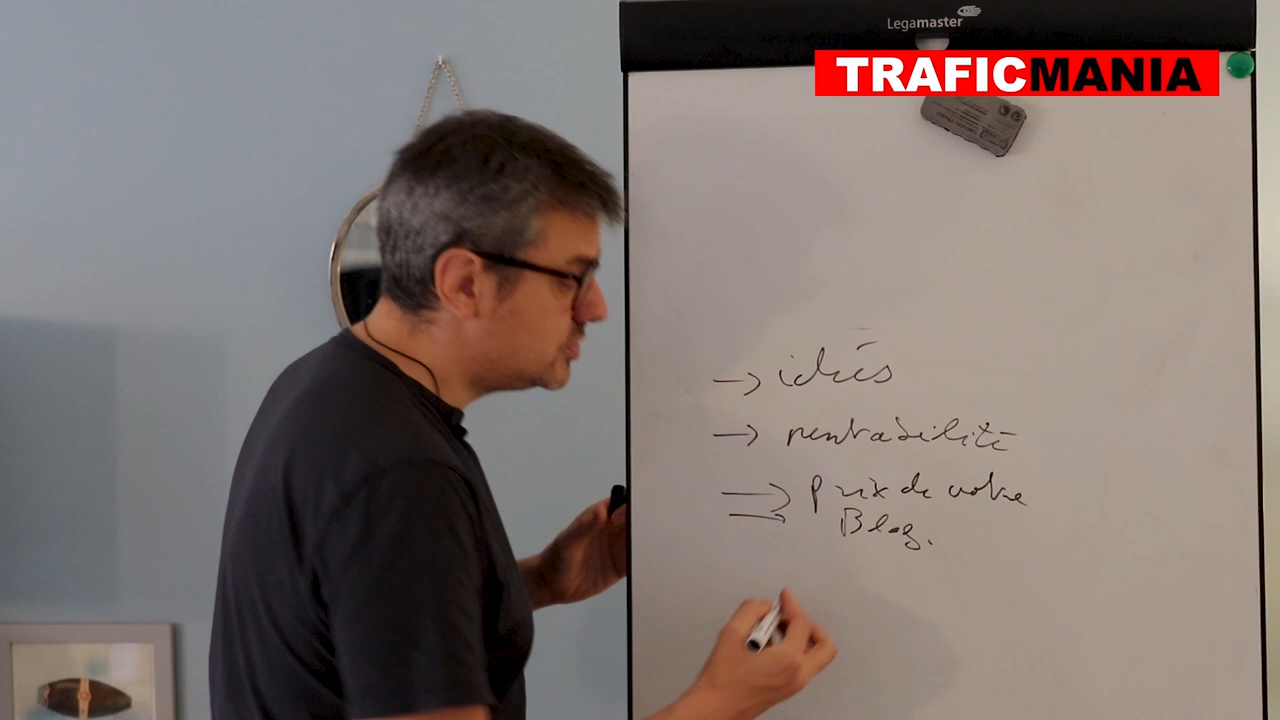 Legamaster
TRAFICMANIA
→ idées
→ rentabilité
→ prix de votre
Blog.